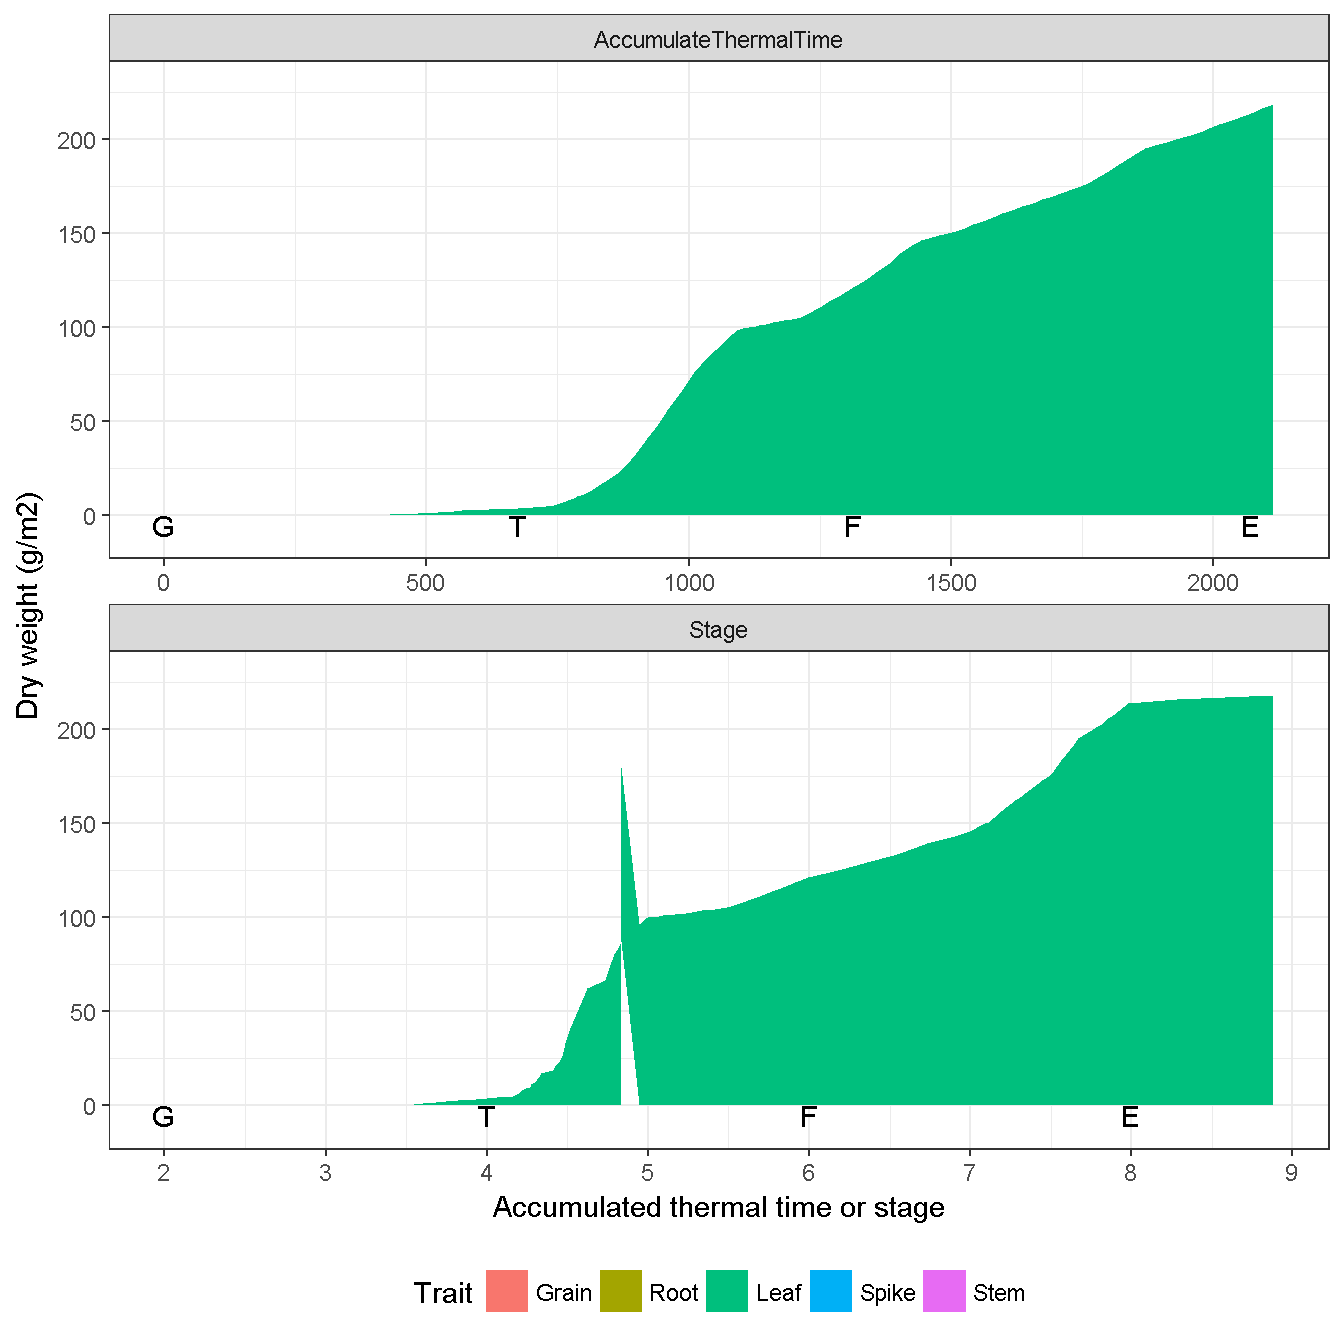 AccumulateThermalTime
200
150
100
50
0
G T F E
0 500 1000 1500 2000
Dry weight (g/m2)
Stage
200
150
100
50
0
G T F E
2 3 4 5 6 7 8 9
Accumulated thermal time or stage
Trait Grain Root Leaf Spike Stem